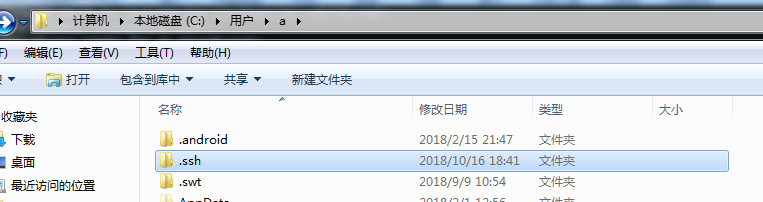 计算机 本地磁盘 (C:) 用户 a
编辑(E) 查看(V) 工具(T) 帮助(H)
打开 包含到库中 共享 新建文件夹
收藏夹
下载
桌面
最近访问的位置
名称 修改日期 类型 大小
.android 2018/2/15 21:47 文件夹
.ssh 2018/10/16 18:41 文件夹
.swt 2018/9/9 10:54 文件夹